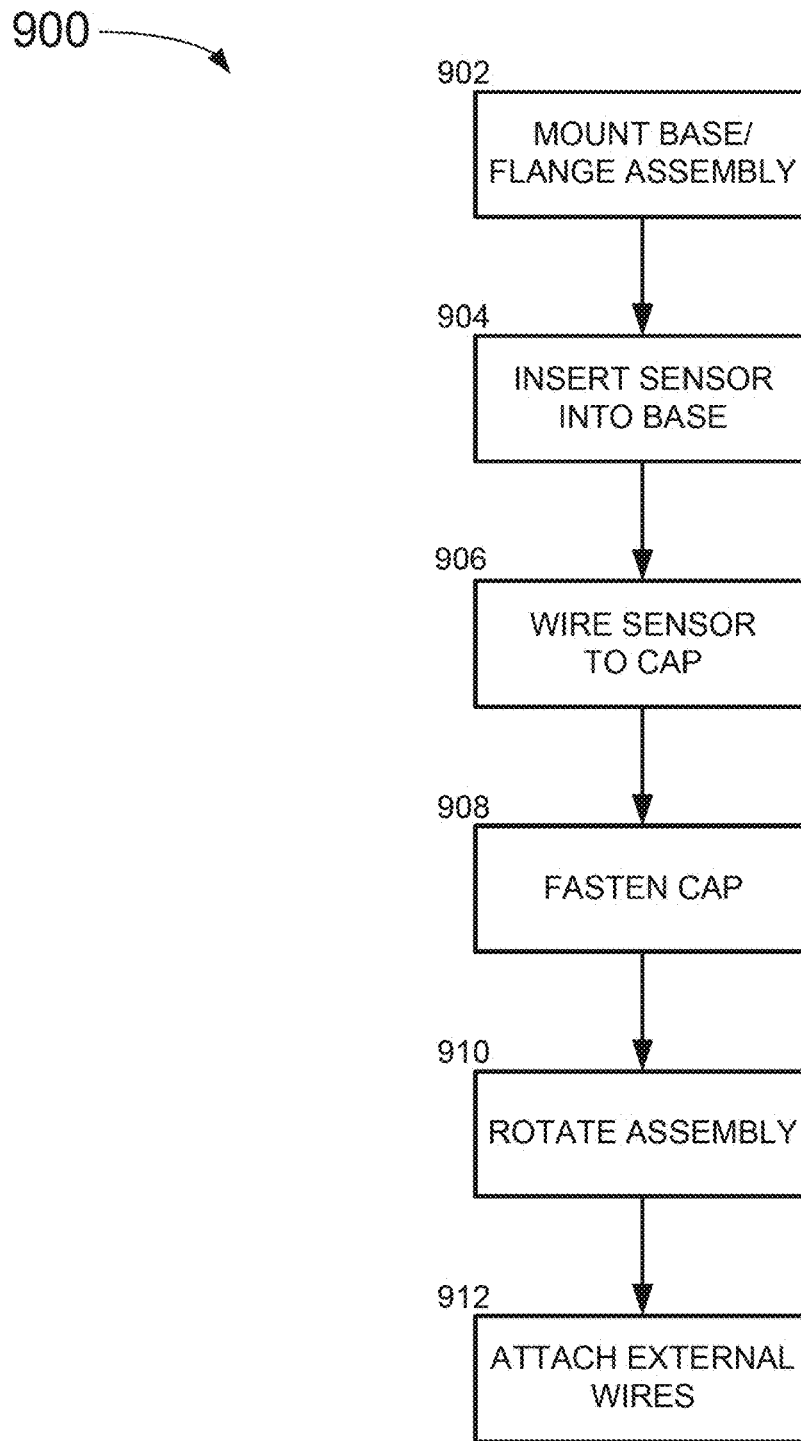 900
902
MOUNT BASE/
FLANGE ASSEMBLY
904
INSERT SENSOR
INTO BASE
906
WIRE SENSOR
TO CAP
908
FASTEN CAP
910
ROTATE ASSEMBLY
912
ATTACH EXTERNAL
WIRES